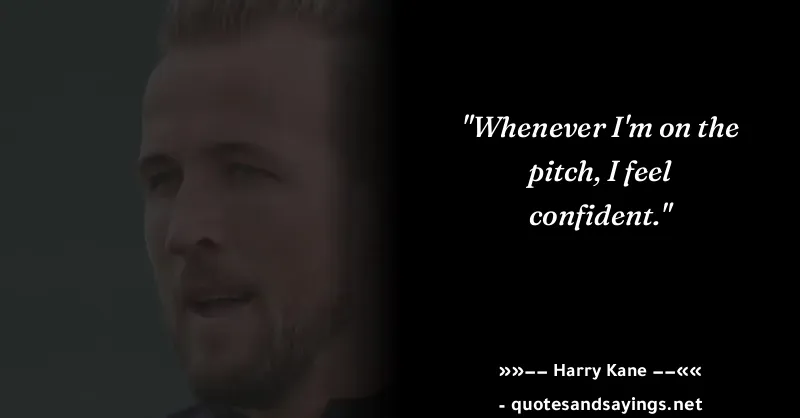 "Whenever I'm on the
pitch, I feel
confident."
»»−− Harry Kane −−««
- quotesandsayings.net